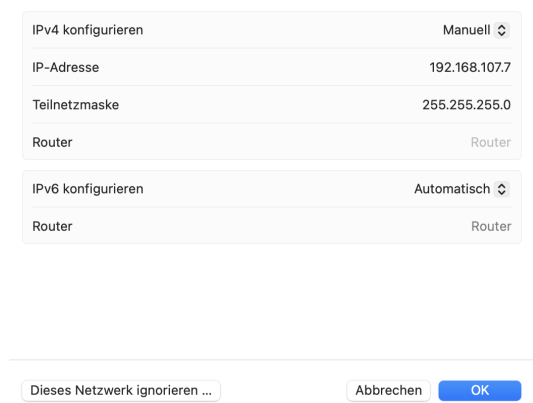 IPv4 konfigurieren Manuell
IP-Adresse 192.168.107.7
Teilnetzmaske 255.255.255.0
Router Router
IPv6 konfigurieren Automatisch
Router Router
Dieses Netzwerk ignorieren ... Abbrechen OK